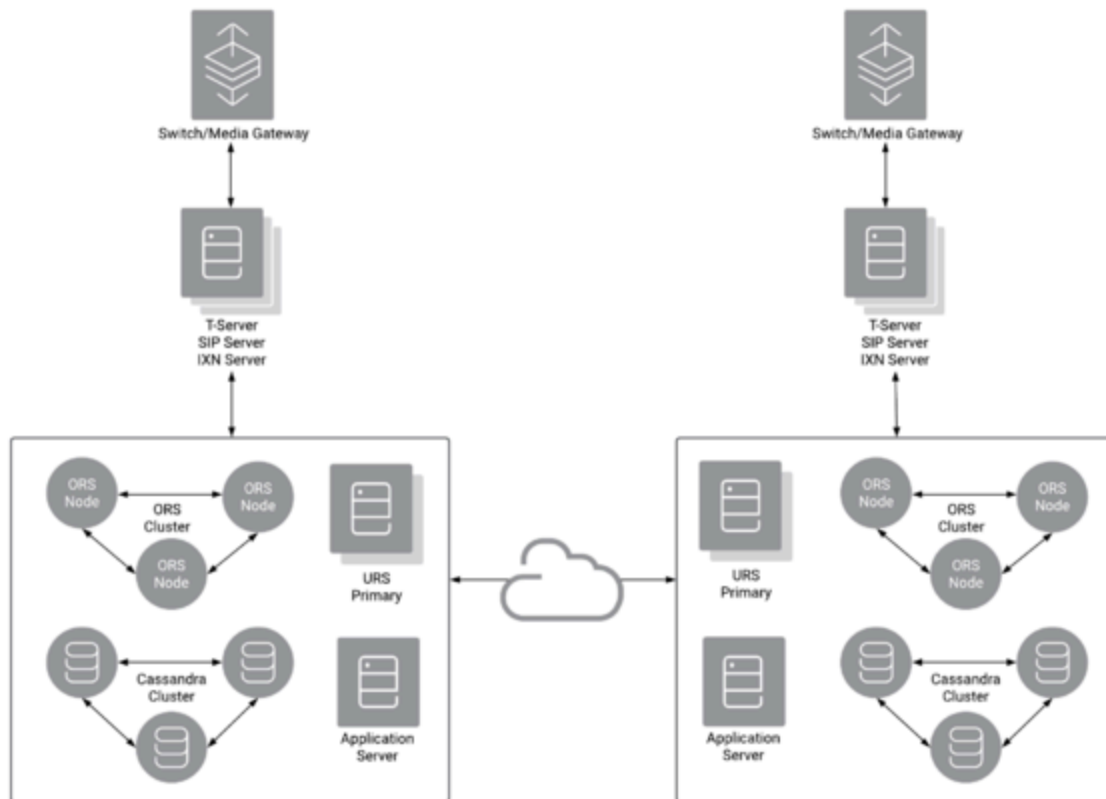 Switch/Media Gateway
Switch/Media Gateway
T-Server
SIP Server
IXN Server
T-Server
SIP Server
IXN Server
ORS
Node
ORS
Node
ORS
Cluster
ORS
Node
URS
Primary
Cassandra
Cluster
Application
Server
URS
Primary
ORS
Node
ORS
Node
ORS
Cluster
ORS
Node
Application
Server
Cassandra
Cluster